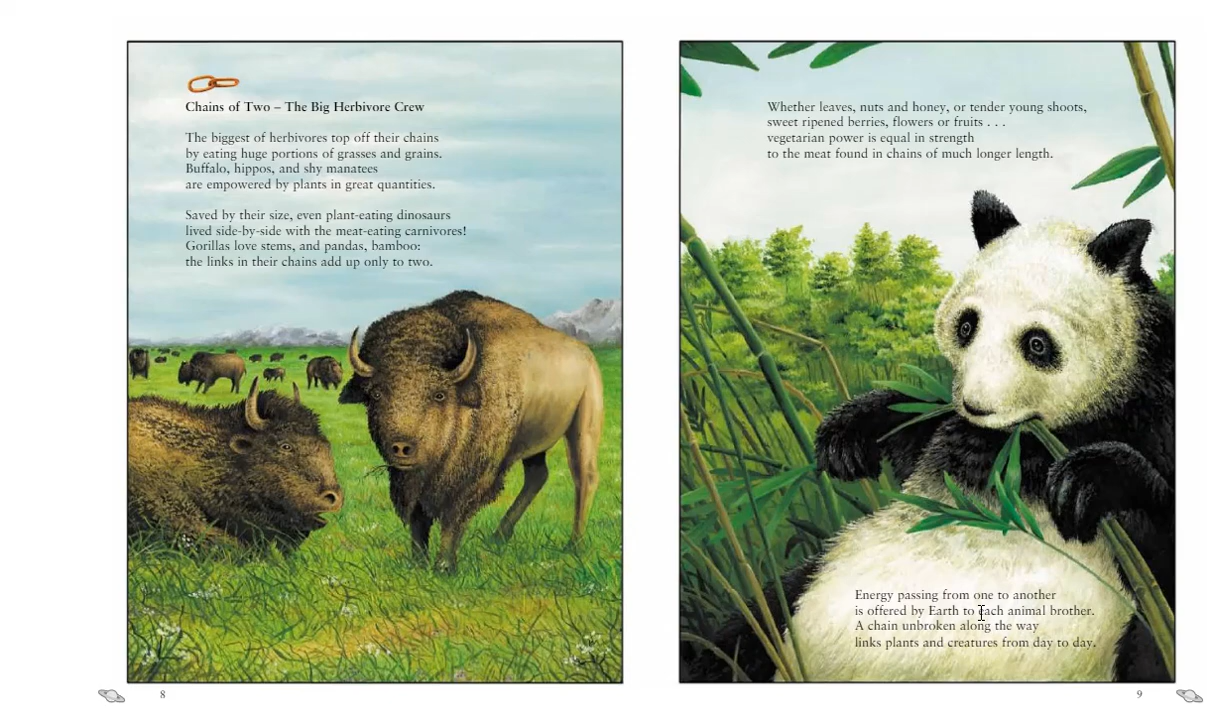 Chains of Two – The Big Herbivore Crew
The biggest of herbivores top off their chains
by eating huge portions of grasses and grains.
Buffalo, hippos, and shy manatees
are empowered by plants in great quantities.
Saved by their size, even plant-eating dinosaurs
lived side-by-side with the meat-eating carnivores!
Gorillas love stems, and pandas, bamboo:
the links in their chains add up only to two.
8
Whether leaves, nuts and honey, or tender young shoots,
sweet ripened berries, flowers or fruits . . .
vegetarian power is equal in strength
to the meat found in chains of much longer length.
Energy passing from one to another
is offered by Earth to each animal brother.
A chain unbroken along the way
links plants and creatures from day to day.
9